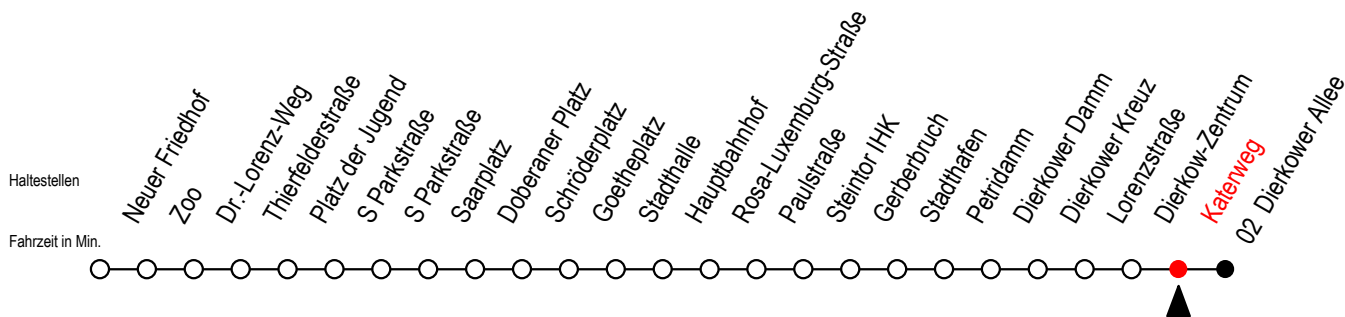 Haltestellen
Fahrzeit in Min.
Neuer Friedhof
Zoo
Dr.-Lorenz-Weg
Thierfelderstraße
Platz der Jugend
S Parkstraße
S Parkstraße
Saarplatz
Doberaner Platz
Schröderplatz
Goetheplatz
Stadthalle
Hauptbahnhof
Rosa-Luxemburg-Straße
Paulstraße
Steintor IHK
Gerberbruch
Stadthafen
Petridamm
Dierkower Damm
Dierkower Kreuz
Lorenzstraße
Dierkow-Zentrum
Katerweg
02 Dierkower Allee